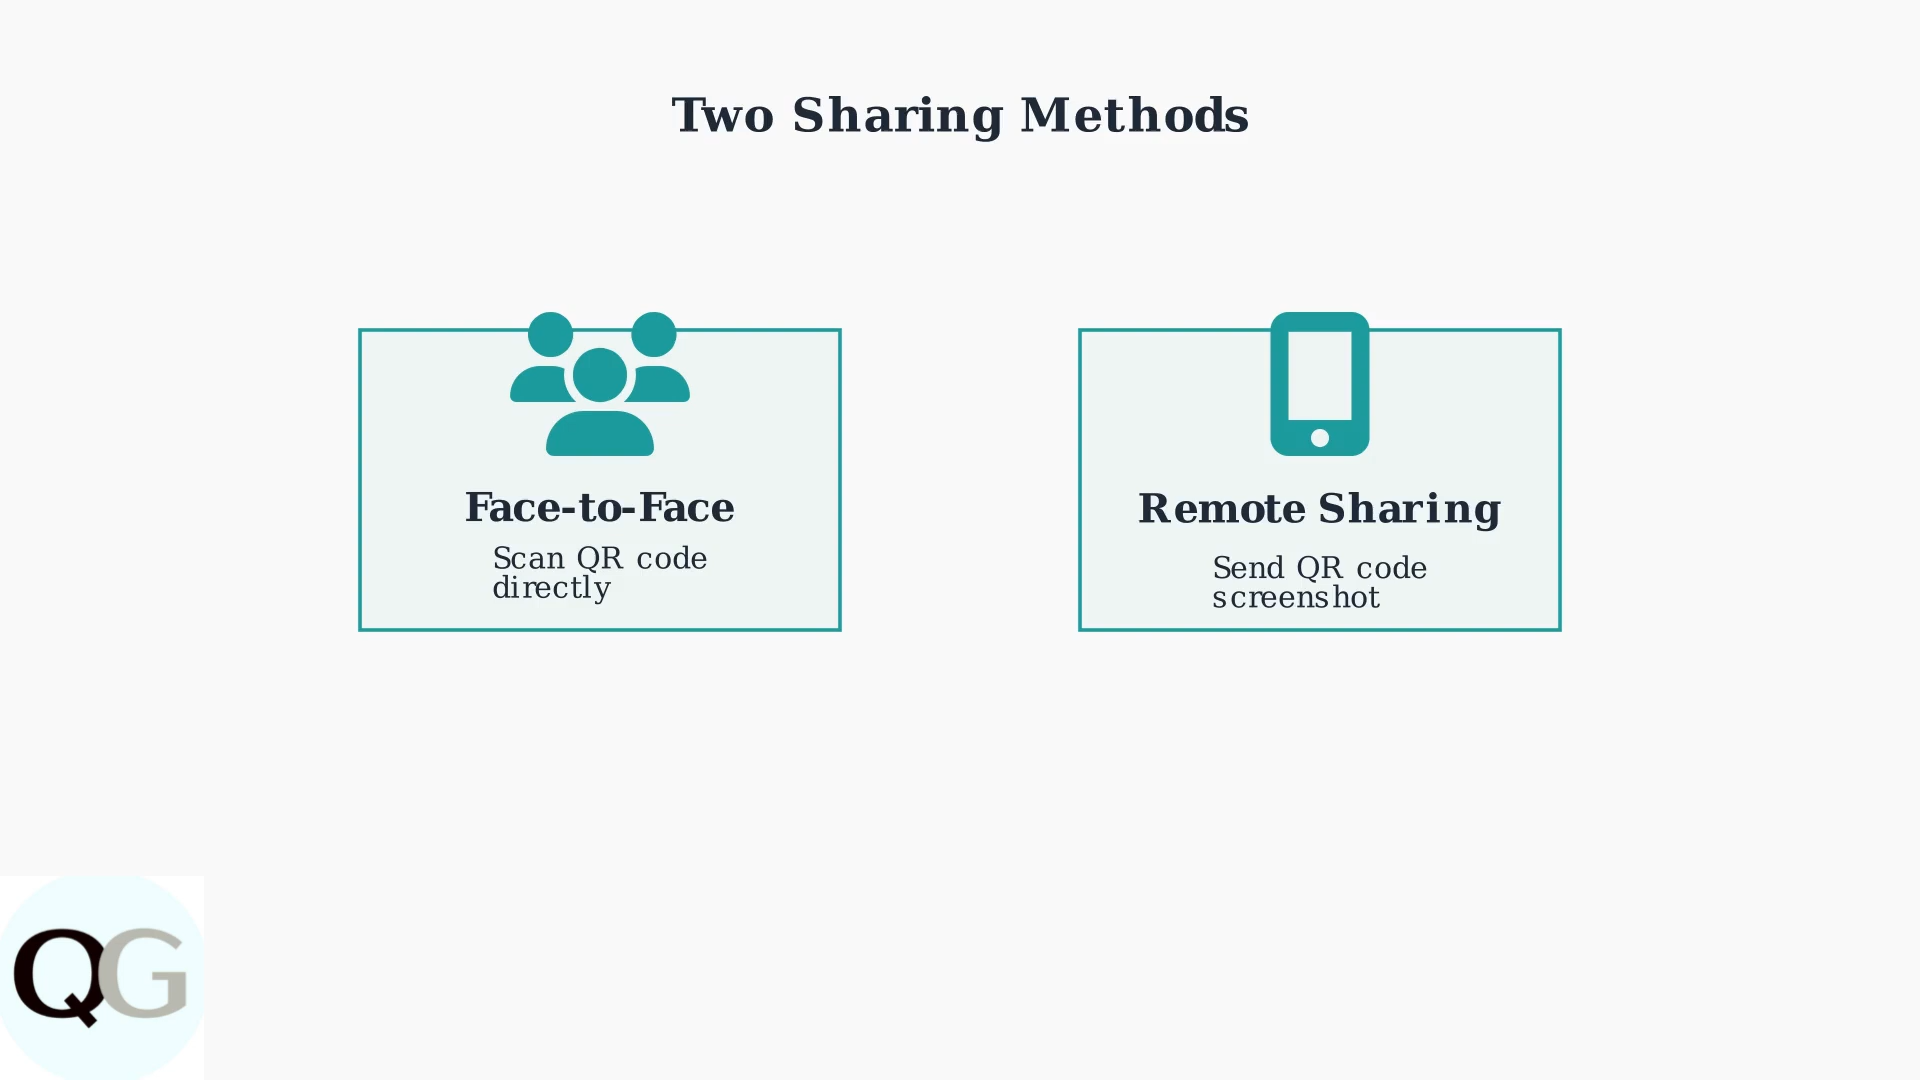 Two Sharing Methods
Face-to-Face
Scan QR code
directly
Remote Sharing
Send QR code
screenshot
QG